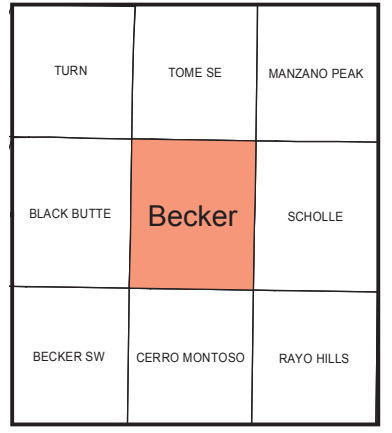 TURN
TOME SE
MANZANO PEAK
BLACK BUTTE
Becker
SCHOLLE
BECKER SW
CERRO MONTOSO
RAYO HILLS